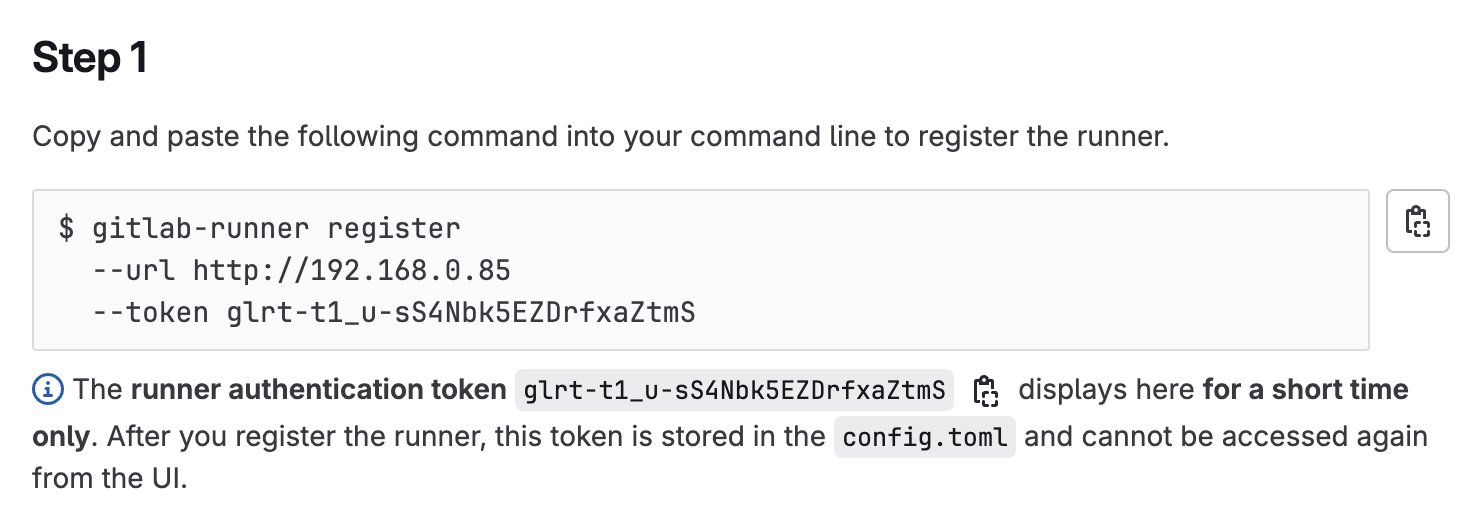 Step 1
Copy and paste the following command into your command line to register the runner.
$ gitlab-runner register
--url http://192.168.0.85
--token glrt-t1_u-sS4Nbk5EZDrfxaZtmS
The runner authentication token glrt-t1_u-sS4Nbk5EZDrfxaZtmS displays here for a short time
only. After you register the runner, this token is stored in the config.toml and cannot be accessed again
from the UI.